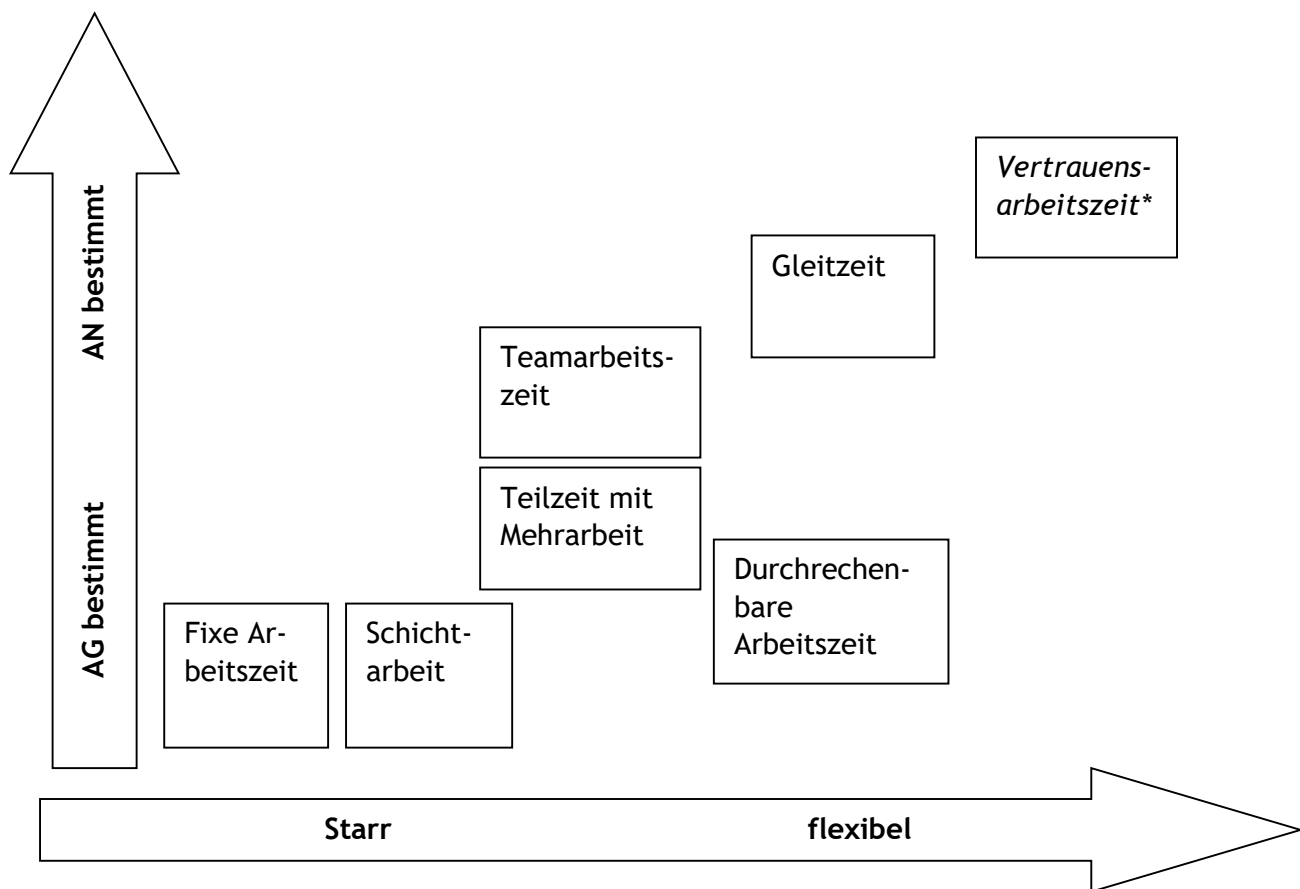 Vertrauens-
arbeitszeit*
Gleitzeit
AN bestimmt
Teamarbeits-
zeit
Teilzeit mit
Mehrarbeit
AG bestimmt
Durchrechen-
bare
Arbeitszeit
Fixe Ar-
beitszeit
Schicht-
arbeit
Starr
flexibel